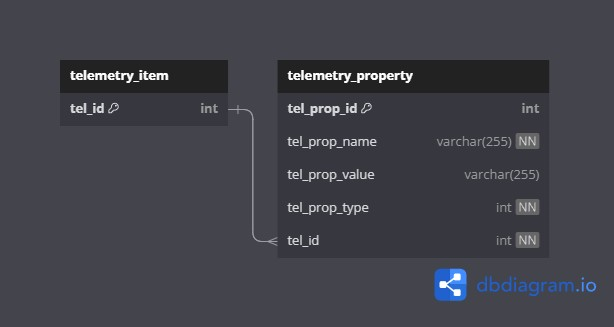 telemetry_item
tel_id int
telemetry_property
tel_prop_id int
tel_prop_name varchar(255) NN
tel_prop_value varchar(255)
tel_prop_type int NN
tel_id int NN
dbdiagram.io